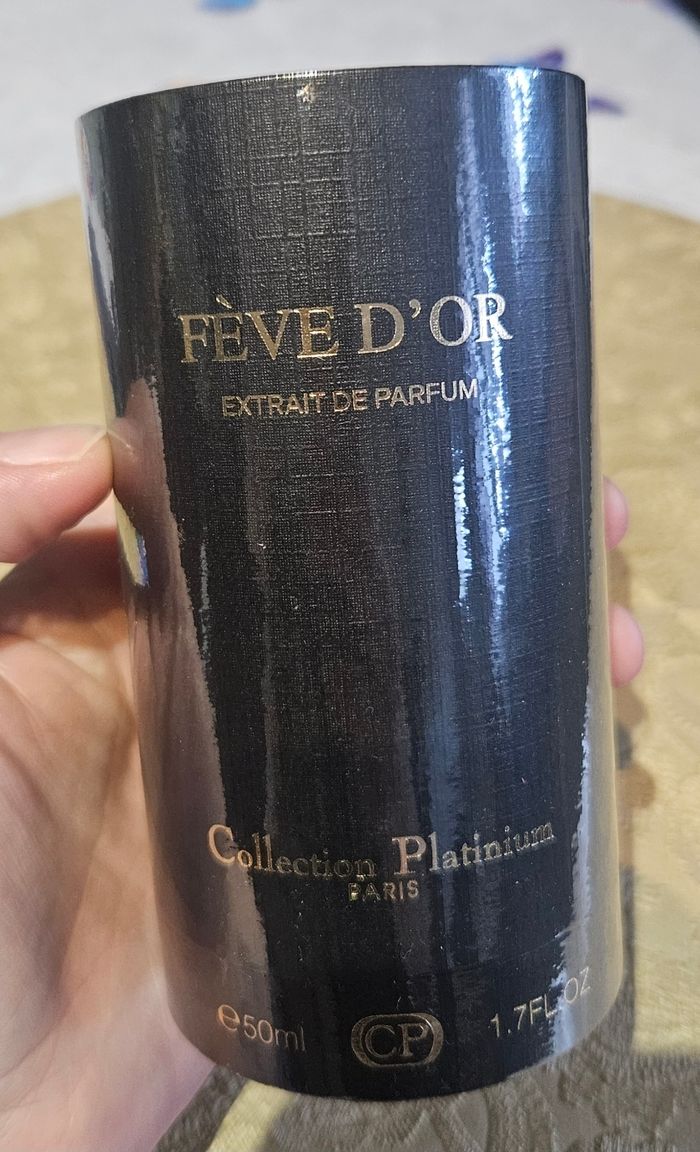 FÈVE D'OR
EXTRAIT DE PARFUM
Collection Platinium
PARIS
℮50ml CP 1.7FL OZ